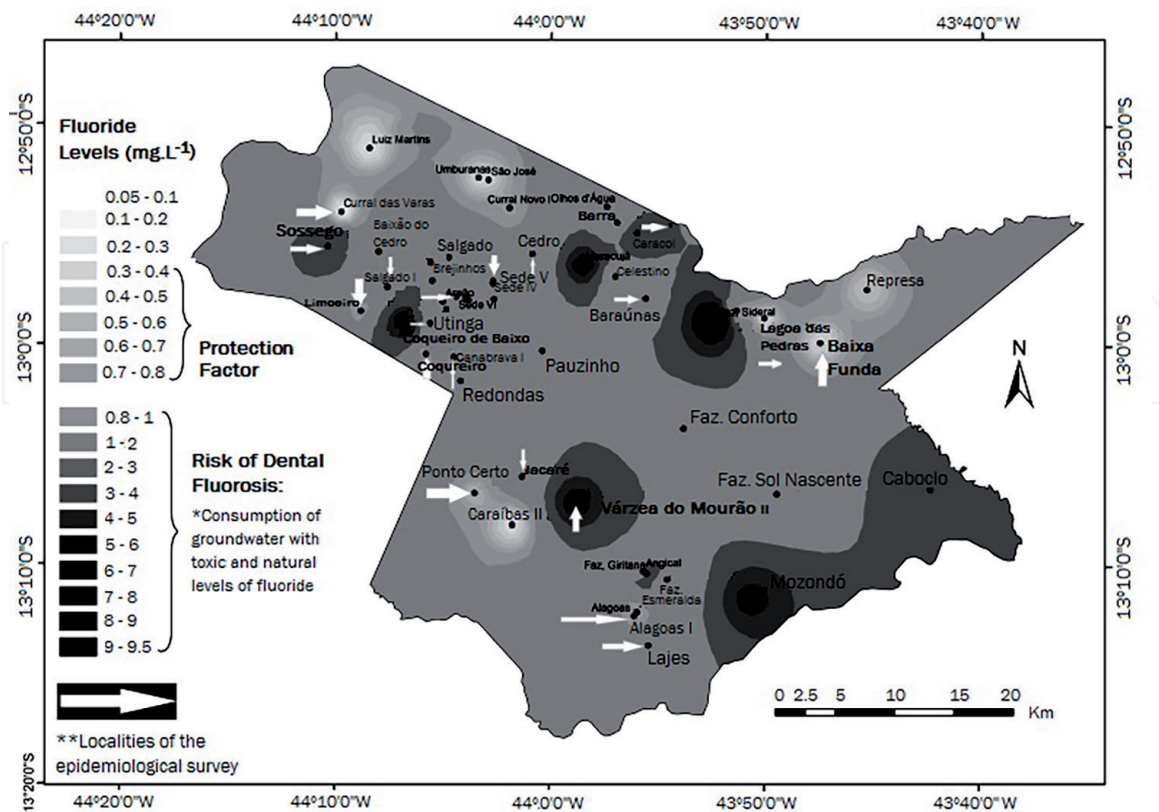 44°20'0"W 44°10'0"W 44°0'0"W 43°50'0"W 43°40'0"W
12°50'0"S
13°0'0"S
13°10'0"S
13°20'0"S
12°50'0"S
13°0'0"S
13°10'0"S
Fluoride
Levels (mg.L-1)
0.05 - 0.1
0.1 - 0.2
0.2 - 0.3
0.3 - 0.4
0.4 - 0.5
0.5 - 0.6
0.6 - 0.7
0.7 - 0.8
Protection
Factor
0.8 - 1
1 - 2
2 - 3
3 - 4
4 - 5
5 - 6
6 - 7
7 - 8
8 - 9
9 - 9.5
Risk of Dental
Fluorosis:
*Consumption of
groundwater with
toxic and natural
levels of fluoride
**Localities of the
epidemiological survey
Luiz Martins
Umburanas
São José
Curral das Varas
Curral Novo I
Olhos d'Água
Barra
Sossego
Baixão do
Cedro
Salgado
Cedro
Caracol
Brejinhos
Sede V
Celestino
Salgado I
Sede IV
Represa
Limoeiro
Sede VI
Baraúnas
Utinga
Lagoa das
Pedras
Baixa
Funda
Coqueiro de Baixo
Canabrava I
Coqureiro
Pauzinho
Redondas
Faz. Conforto
Ponto Certo
Jacaré
Faz. Sol Nascente
Caboclo
Caraíbas II
Várzea do Mourão II
Faz. Giritana
Angical
Faz.
Esmeralda
Mozondó
Alagoas
Alagoas I
Lajes
N
0 2.5 5 10 15 20
Km
44°20'0"W 44°10'0"W 44°0'0"W 43°50'0"W 43°40'0"W